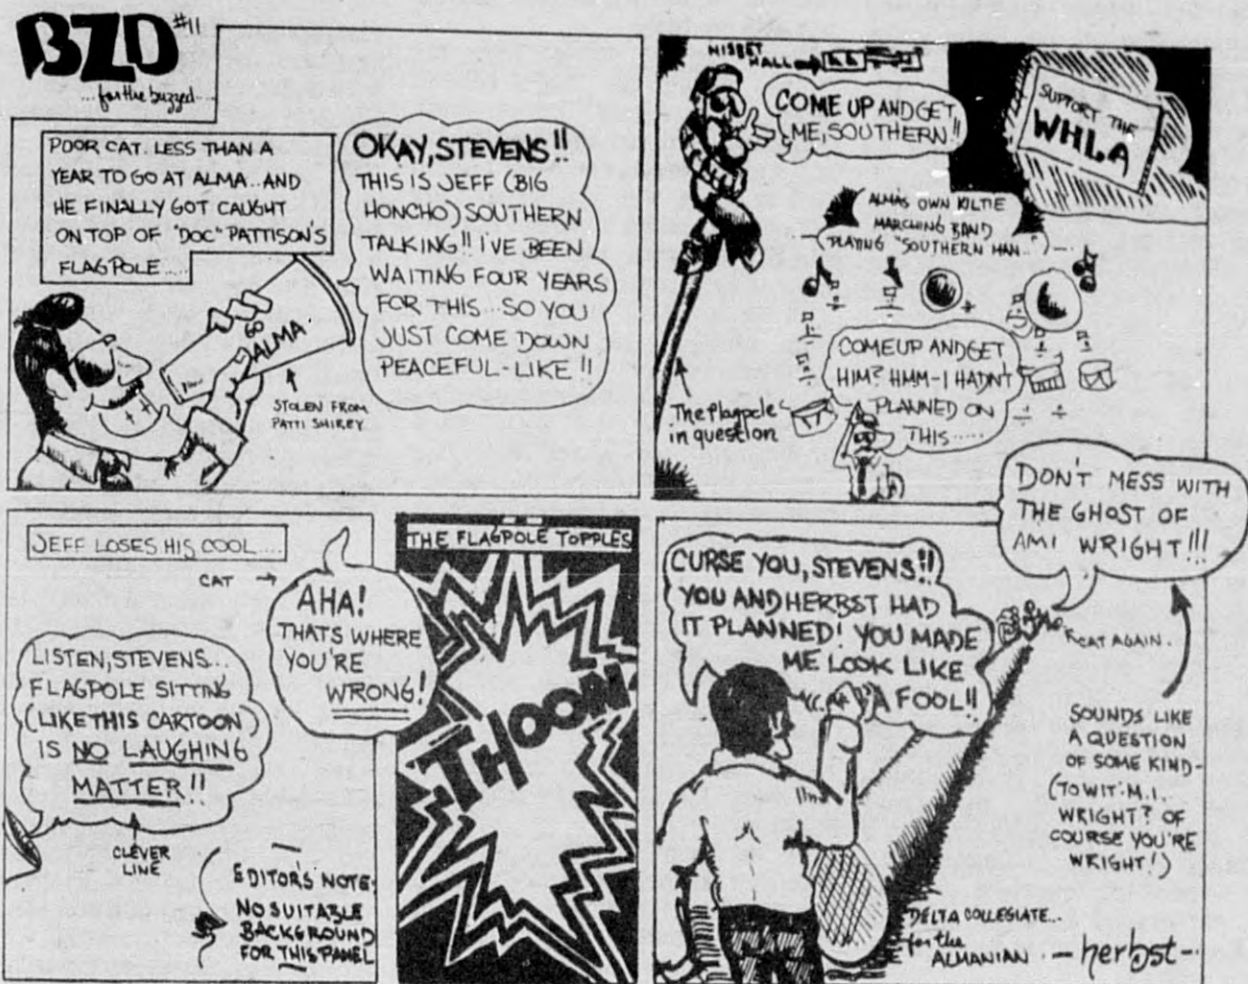 BZD #11
...for the buzzed...
POOR CAT. LESS THAN A
YEAR TO GO AT ALMA...AND
HE FINALLY GOT CAUGHT
ON TOP OF "DOC" PATTISON'S
FLAGPOLE.....
OKAY, STEVENS!!
THIS IS JEFF (BIG
HONCHO) SOUTHERN
TALKING!! I'VE BEEN
WAITING FOUR YEARS
FOR THIS...SO YOU
JUST COME DOWN
PEACEFUL-LIKE!!
GO
ALMA
STOLEN FROM
PATTI SHIREY
NISBET
HALL
COME UP AND GET
ME, SOUTHERN!!
SUPPORT THE
WHLA
ALMA'S OWN KILTIE
MARCHING BAND
PLAYING "SOUTHERN MAN..."
COME UP AND GET
HIM? HMM-I HADN'T
PLANNED ON
THIS.....
The flagpole
in question
JEFF LOSES HIS COOL....
CAT →
AHA!
THATS WHERE
YOU'RE
WRONG!
LISTEN, STEVENS...
FLAGPOLE SITTING
(LIKE THIS CARTOON)
IS NO LAUGHING
MATTER!!
CLEVER
LINE
EDITOR'S NOTE:
NO SUITABLE
BACKGROUND
FOR THIS PANEL
THE FLAGPOLE TOPPLES
THOON!
CURSE YOU, STEVENS!!
YOU AND HERBST HAD
IT PLANNED! YOU MADE
ME LOOK LIKE
A FOOL!!
DON'T MESS WITH
THE GHOST OF
AMI WRIGHT!!!
CAT AGAIN.
SOUNDS LIKE
A QUESTION
OF SOME KIND-
(TO WIT: M.I.
WRIGHT? OF
COURSE YOU'RE
WRIGHT!)
DELTA COLLEGIATE...
for the
ALMANIAN
-herbst-